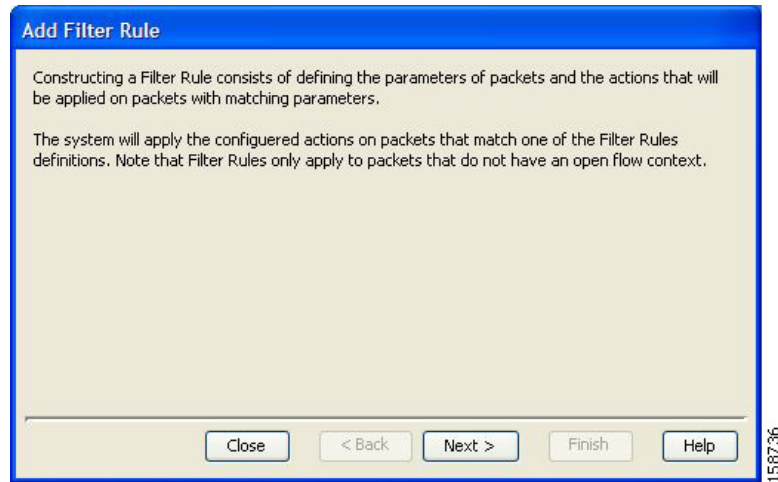 Add Filter Rule
Constructing a Filter Rule consists of defining the parameters of packets and the actions that will
be applied on packets with matching parameters.
The system will apply the configuered actions on packets that match one of the Filter Rules
definitions. Note that Filter Rules only apply to packets that do not have an open flow context.
Close < Back Next > Finish Help
158736